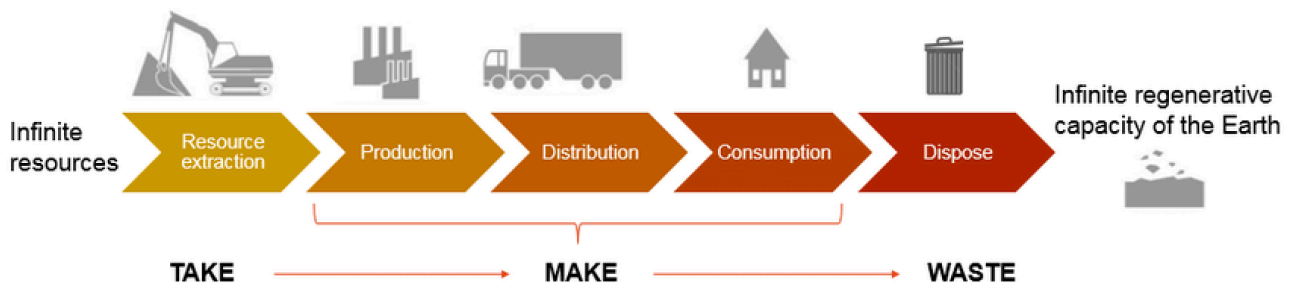 Infinite
resources
Resource
extraction
Production
Distribution
Consumption
Dispose
Infinite regenerative
capacity of the Earth
TAKE
MAKE
WASTE